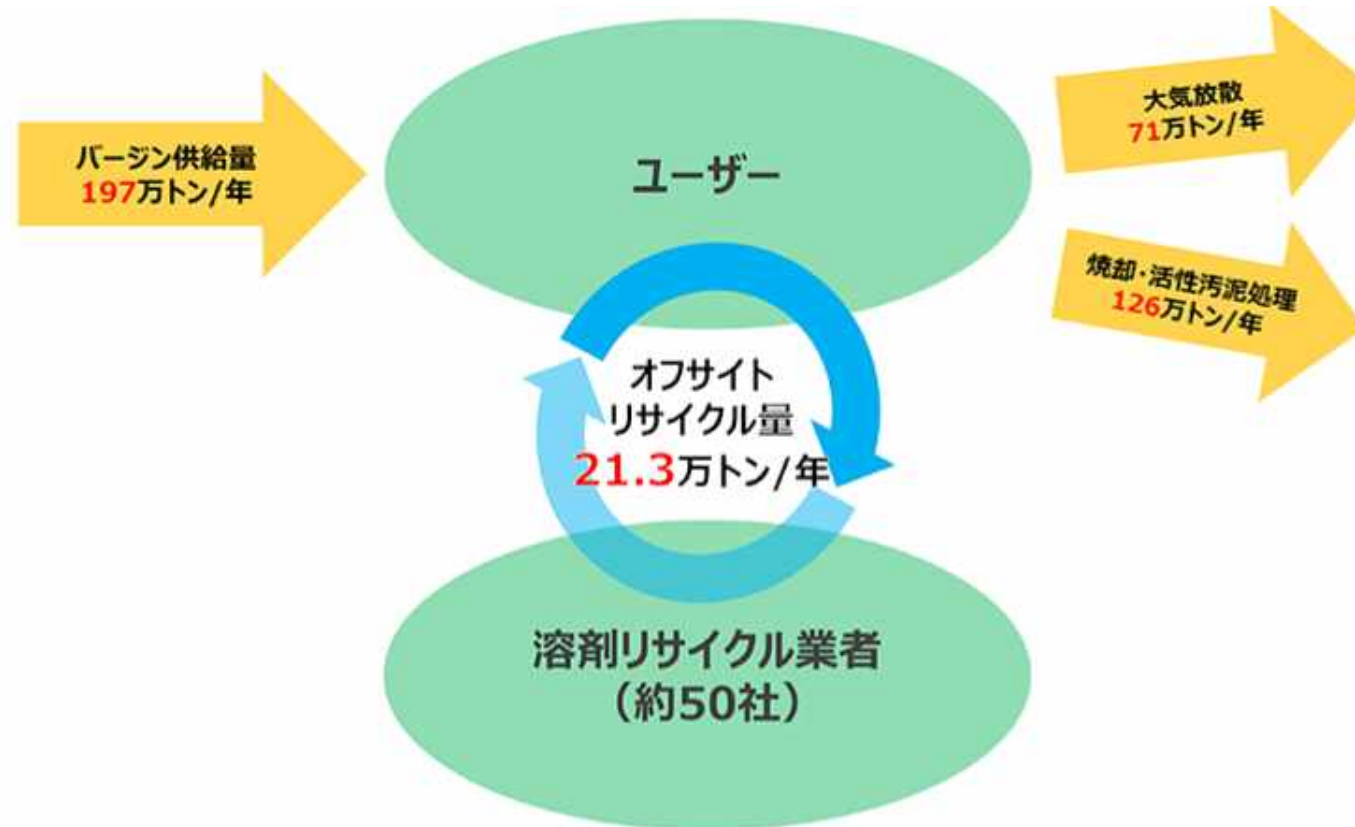 バージン供給量
197万トン/年
ユーザー
大気放散
71万トン/年
焼却・活性汚泥処理
126万トン/年
オフサイト
リサイクル量
21.3万トン/年
溶剤リサイクル業者
（約50社）